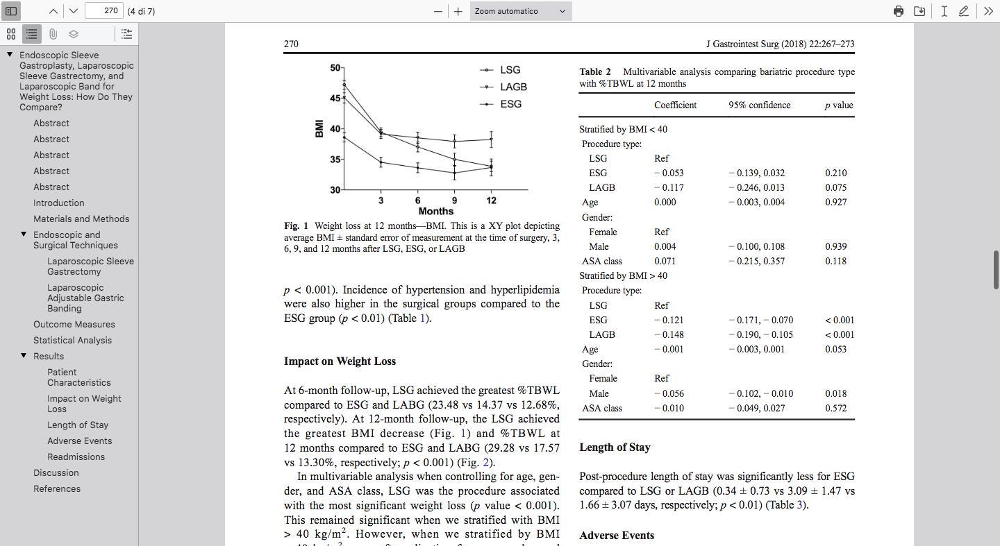 270
(4 di 7)
Zoom automatico
Endoscopic Sleeve
Gastroplasty, Laparoscopic
Sleeve Gastrectomy, and
Laparoscopic Band for
Weight Loss: How Do They
Compare?
Abstract
Abstract
Abstract
Abstract
Abstract
Introduction
Materials and Methods
Endoscopic and
Surgical Techniques
Laparoscopic Sleeve
Gastrectomy
Laparoscopic
Adjustable Gastric
Banding
Outcome Measures
Statistical Analysis
Results
Patient
Characteristics
Impact on Weight
Loss
Length of Stay
Adverse Events
Readmissions
Discussion
References
270
J Gastrointest Surg (2018) 22:267–273
50
45
40
35
30
BMI
3 6 9 12
Months
LSG
LAGB
ESG
Fig. 1 Weight loss at 12 months—BMI. This is a XY plot depicting
average BMI ± standard error of measurement at the time of surgery, 3,
6, 9, and 12 months after LSG, ESG, or LAGB
p < 0.001). Incidence of hypertension and hyperlipidemia
were also higher in the surgical groups compared to the
ESG group (p < 0.01) (Table 1).
Impact on Weight Loss
At 6-month follow-up, LSG achieved the greatest %TBWL
compared to ESG and LABG (23.48 vs 14.37 vs 12.68%,
respectively). At 12-month follow-up, the LSG achieved
the greatest BMI decrease (Fig. 1) and %TBWL at
12 months compared to ESG and LABG (29.28 vs 17.57
vs 13.30%, respectively; p < 0.001) (Fig. 2).
In multivariable analysis when controlling for age, gen-
der, and ASA class, LSG was the procedure associated
with the most significant weight loss (p value < 0.001).
This remained significant when we stratified with BMI
> 40 kg/m². However, when we stratified by BMI
Table 2 Multivariable analysis comparing bariatric procedure type
with %TBWL at 12 months
Coefficient 95% confidence p value
Stratified by BMI < 40
Procedure type:
LSG Ref
ESG − 0.053 − 0.139, 0.032 0.210
LAGB − 0.117 − 0.246, 0.013 0.075
Age 0.000 − 0.003, 0.004 0.927
Gender:
Female Ref
Male 0.004 − 0.100, 0.108 0.939
ASA class 0.071 − 0.215, 0.357 0.118
Stratified by BMI > 40
Procedure type:
LSG Ref
ESG − 0.121 − 0.171, − 0.070 < 0.001
LAGB − 0.148 − 0.190, − 0.105 < 0.001
Age − 0.001 − 0.003, 0.001 0.053
Gender:
Female Ref
Male − 0.056 − 0.102, − 0.010 0.018
ASA class − 0.010 − 0.049, 0.027 0.572
Length of Stay
Post-procedure length of stay was significantly less for ESG
compared to LSG or LAGB (0.34 ± 0.73 vs 3.09 ± 1.47 vs
1.66 ± 3.07 days, respectively; p < 0.01) (Table 3).
Adverse Events